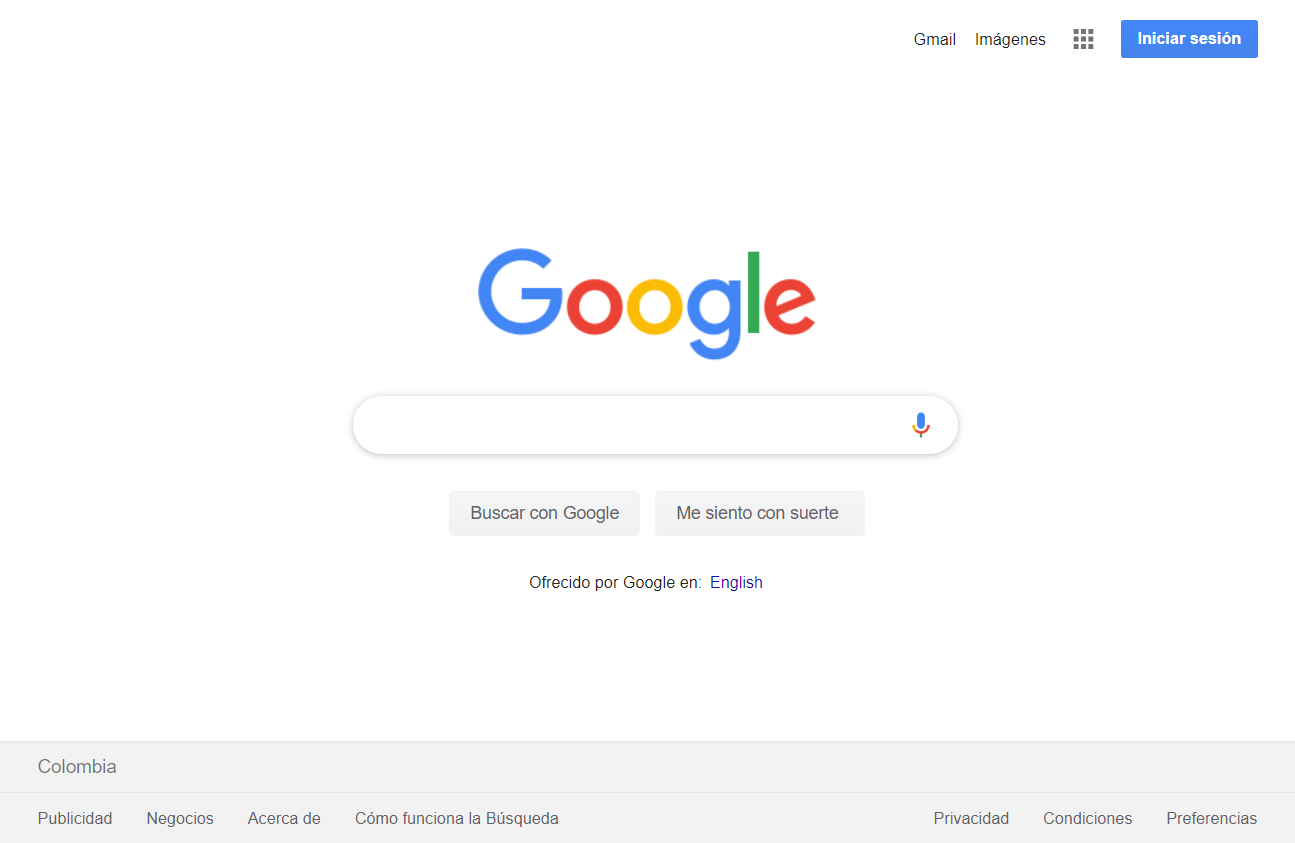 Gmail Imágenes Iniciar sesión
Google
Buscar con Google Me siento con suerte
Ofrecido por Google en: English
Colombia
Publicidad Negocios Acerca de Cómo funciona la Búsqueda Privacidad Condiciones Preferencias